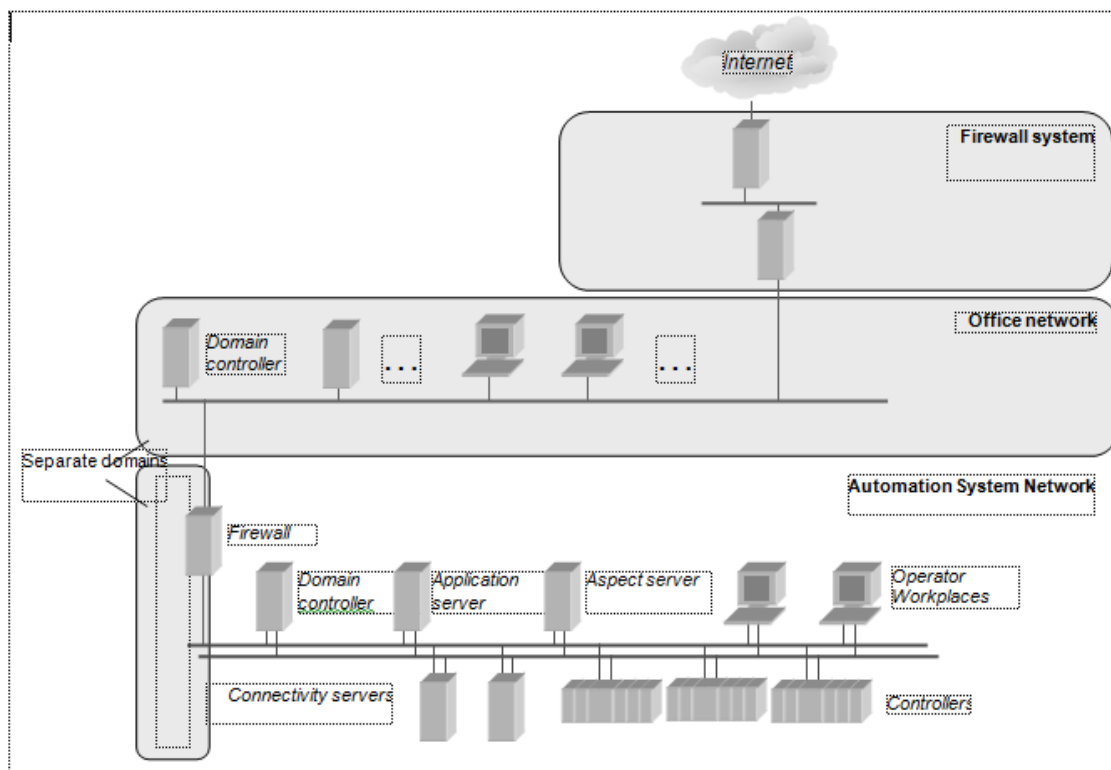 Internet
Firewall system
Office network
Domain
controller
...
...
Separate domains
Automation System Network
Firewall
Domain
controller
Application
server
Aspect server
Operator
Workplaces
Connectivity servers
Controllers